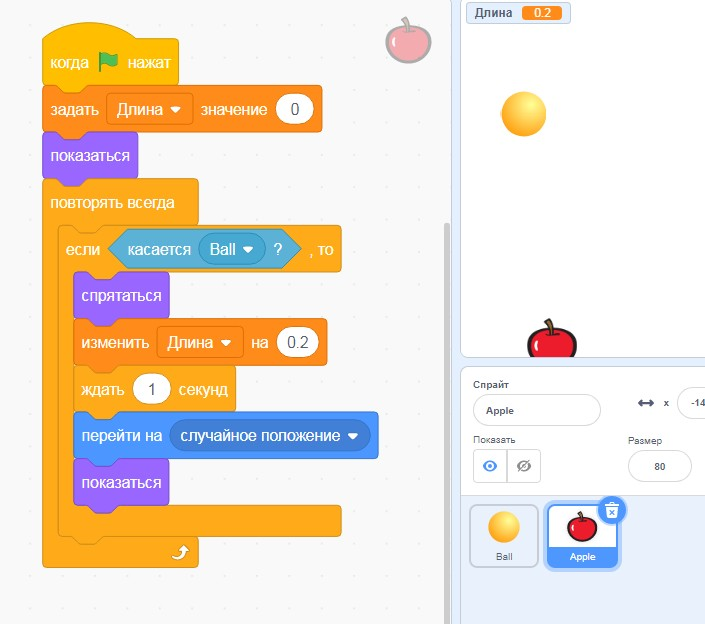 когда нажат
задать Длина значение 0
показаться
повторять всегда
если касается Ball ? , то
спрятаться
изменить Длина на 0.2
ждать 1 секунд
перейти на случайное положение
показаться
Длина 0.2
Спрайт
Apple
x -14
Показать
Размер
80
Ball
Apple